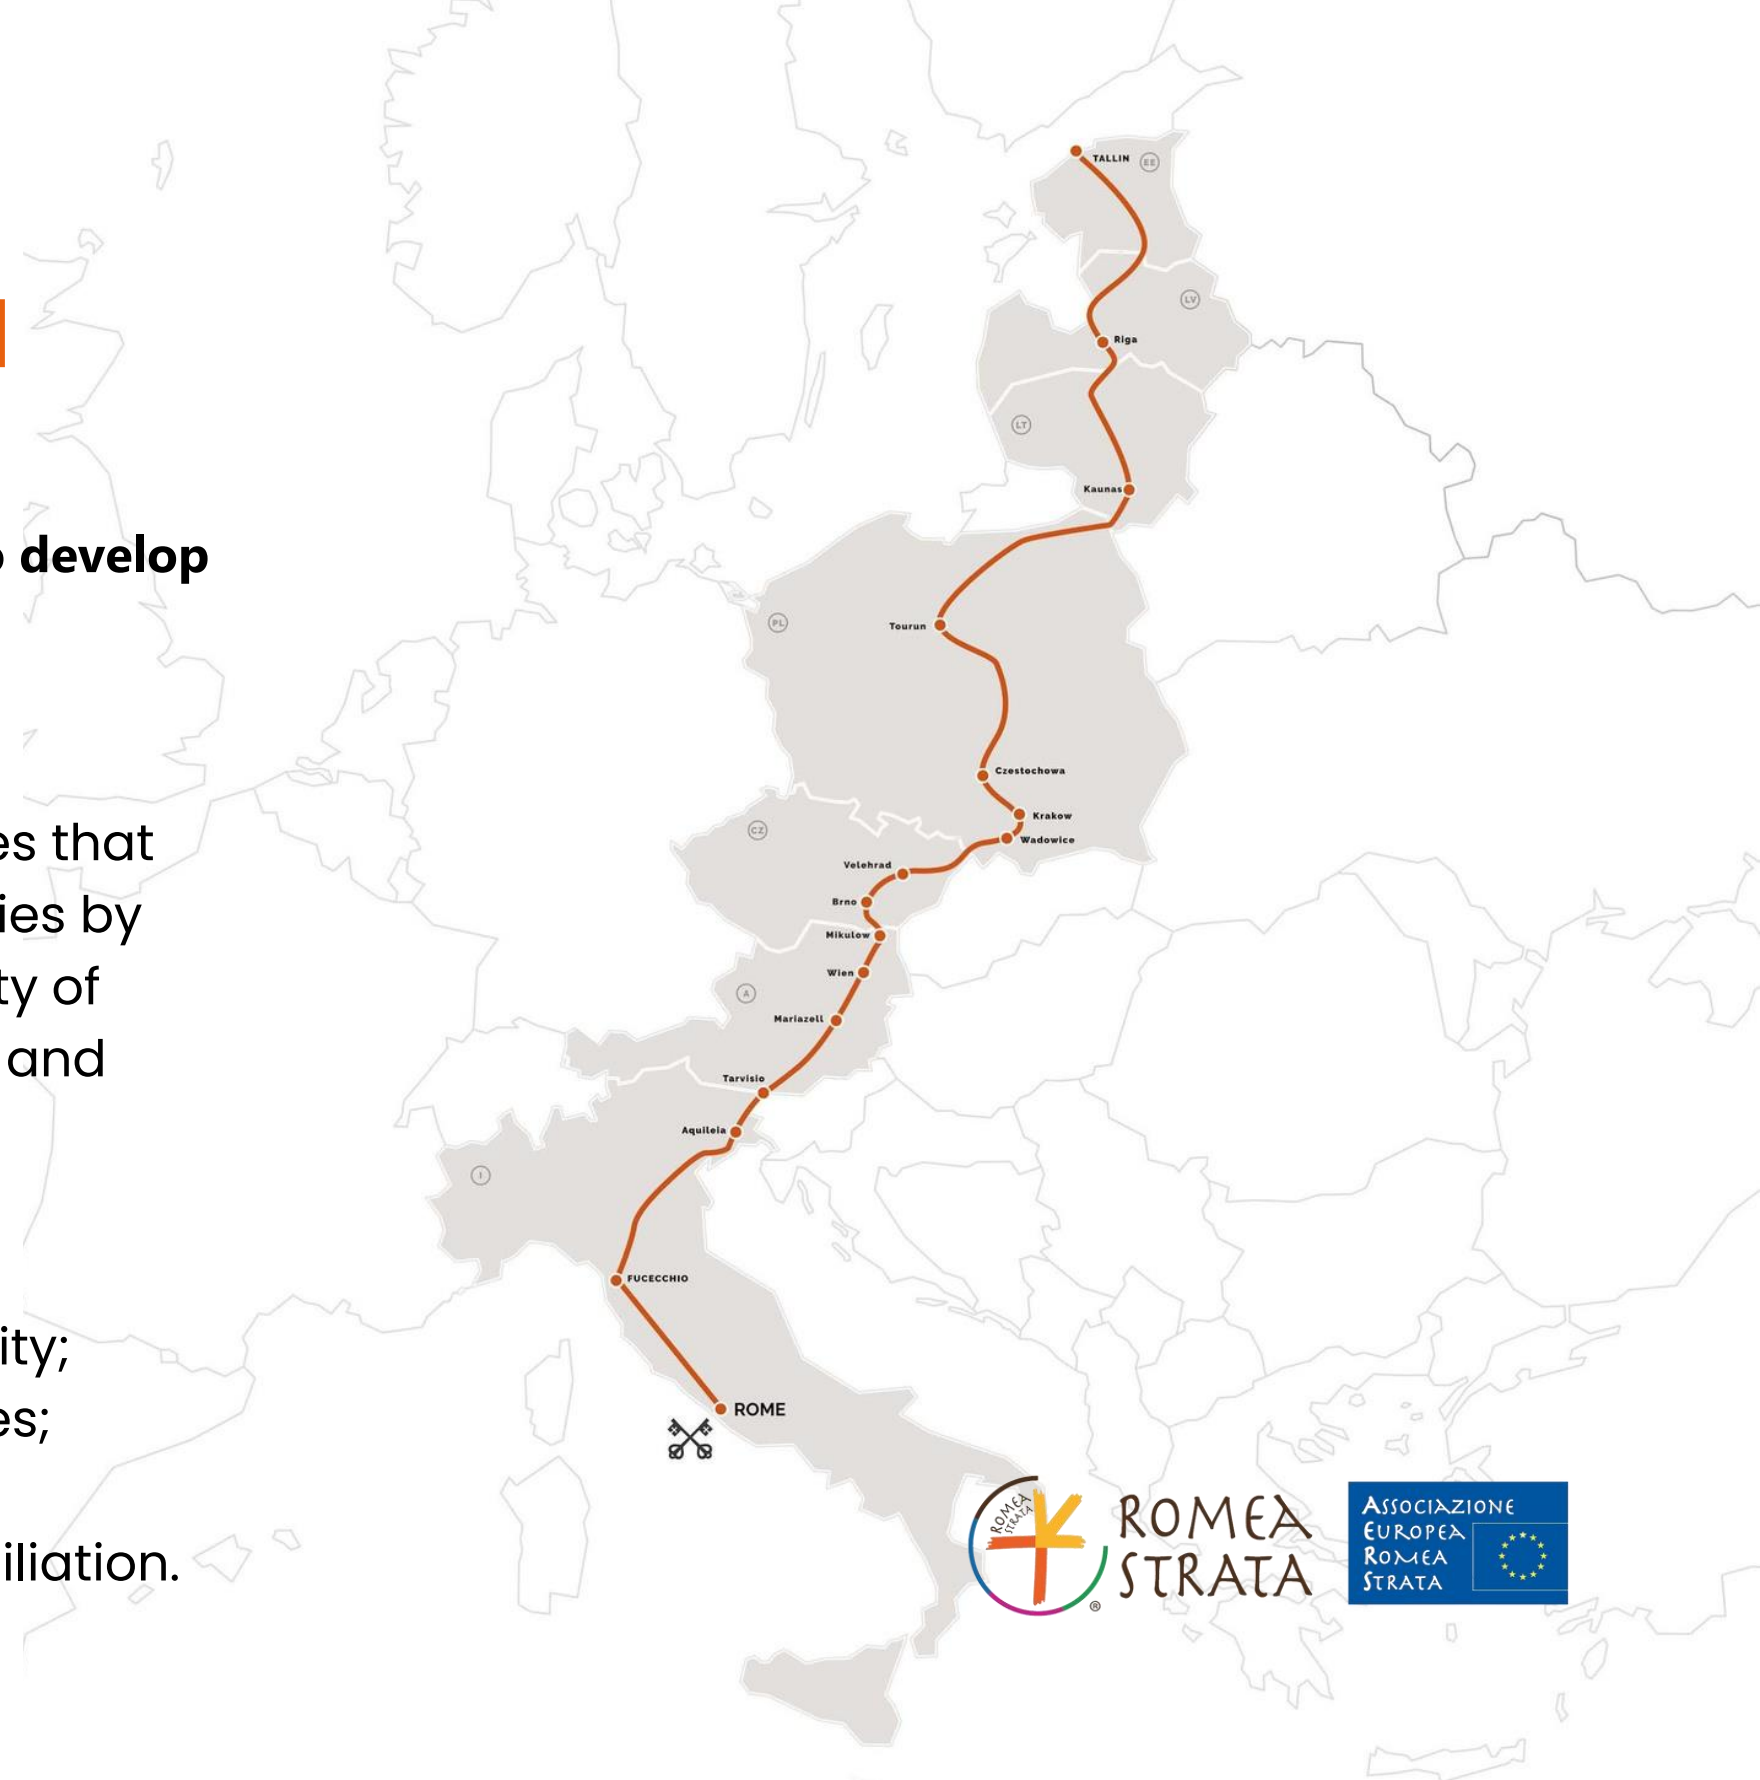 develop
es that
ies by
ty of
and
ity;
es;
iliation.
TALLIN
EE
LV
Riga
LT
Kaunas
PL
Tourun
Czestochowa
Krakow
Wadowice
CZ
Velehrad
Brno
Mikulow
Wien
A
Mariazell
Tarvisio
Aquileia
I
FUCECCHIO
ROME
ROMEA
STRATA
ROMEA
STRATA
®
ASSOCIAZIONE
EUROPEA
ROMEA
STRATA